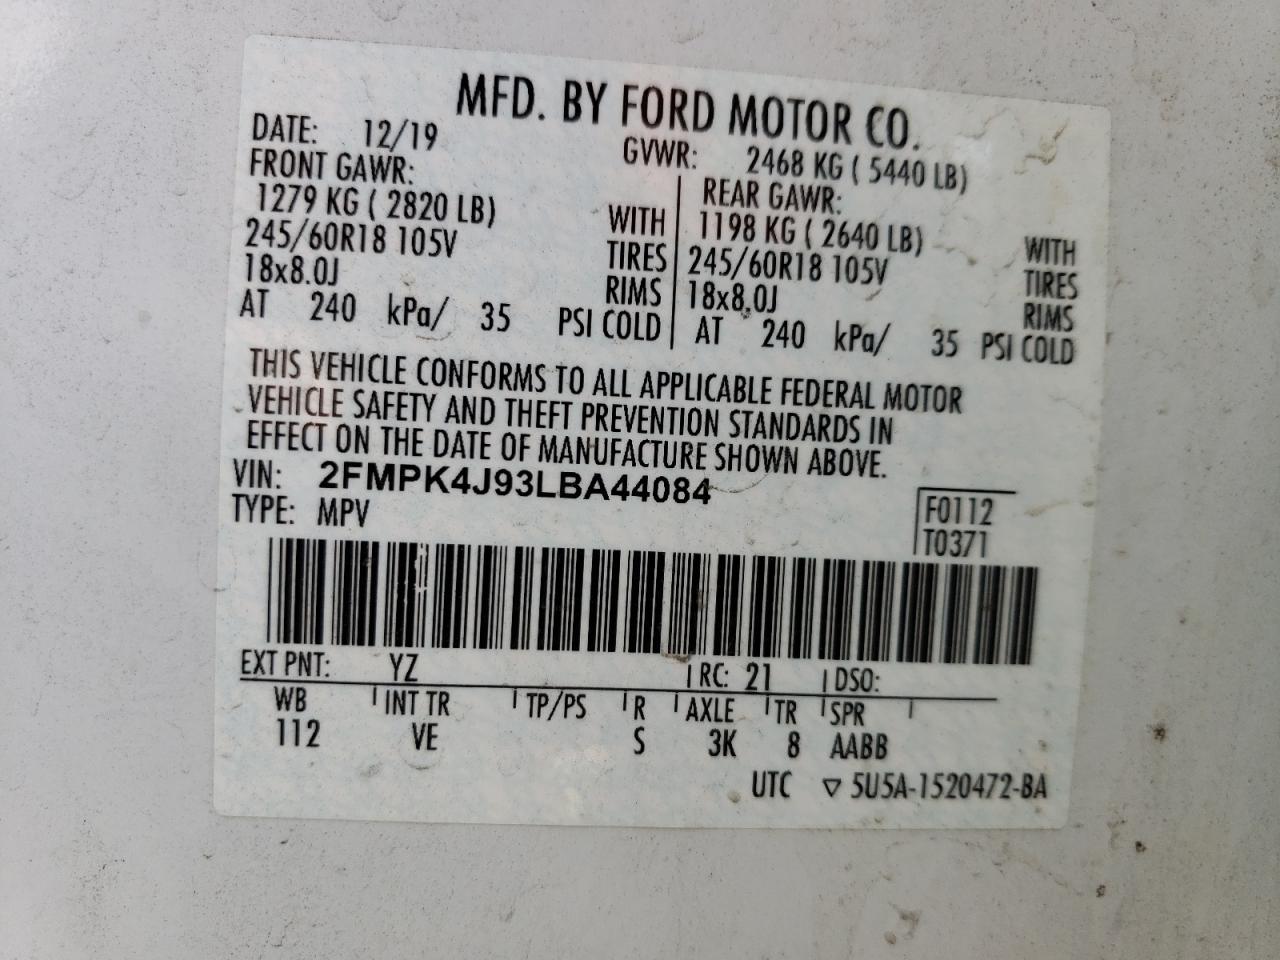 MFD. BY FORD MOTOR CO.
DATE: 12/19 GVWR: 2468 KG ( 5440 LB)
FRONT GAWR: REAR GAWR:
1279 KG ( 2820 LB) WITH 1198 KG ( 2640 LB) WITH
245/60R18 105V TIRES 245/60R18 105V TIRES
18x8.0J RIMS 18x8.0J RIMS
AT 240 kPa/ 35 PSI COLD AT 240 kPa/ 35 PSI COLD
THIS VEHICLE CONFORMS TO ALL APPLICABLE FEDERAL MOTOR
VEHICLE SAFETY AND THEFT PREVENTION STANDARDS IN
EFFECT ON THE DATE OF MANUFACTURE SHOWN ABOVE.
VIN: 2FMPK4J93LBA44084
TYPE: MPV F0112
T0371
EXT PNT: YZ RC: 21 DSO:
WB INT TR TP/PS R AXLE TR SPR
112 VE S 3K 8 AABB
UTC ▽ 5U5A-1520472-BA